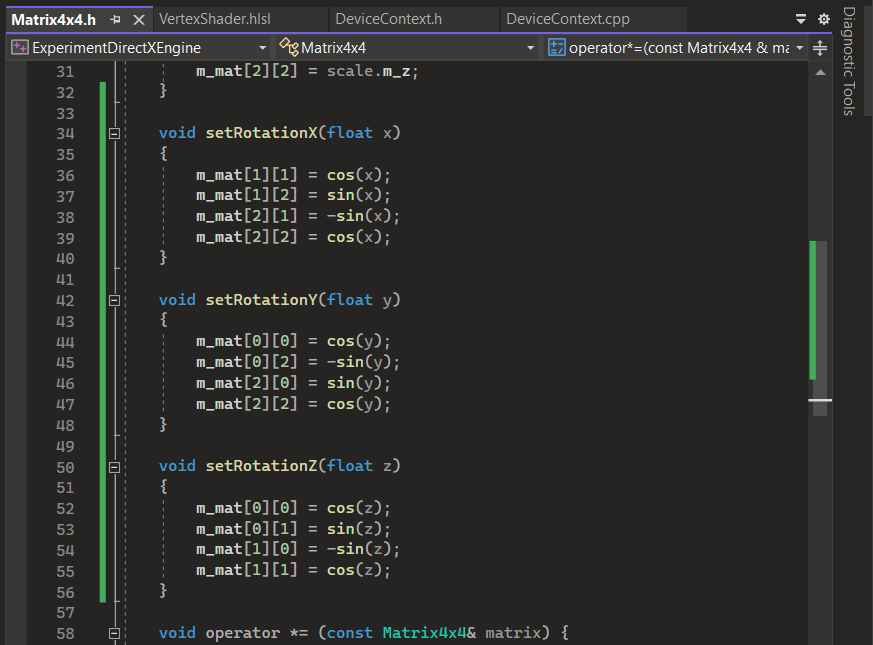 Matrix4x4.h VertexShader.hlsl DeviceContext.h DeviceContext.cpp
ExperimentDirectXEngine Matrix4x4 operator*=(const Matrix4x4 & ma
Diagnostic Tools
31 m_mat[2][2] = scale.m_z;
32 }
33
34 void setRotationX(float x)
35 {
36 m_mat[1][1] = cos(x);
37 m_mat[1][2] = sin(x);
38 m_mat[2][1] = -sin(x);
39 m_mat[2][2] = cos(x);
40 }
41
42 void setRotationY(float y)
43 {
44 m_mat[0][0] = cos(y);
45 m_mat[0][2] = -sin(y);
46 m_mat[2][0] = sin(y);
47 m_mat[2][2] = cos(y);
48 }
49
50 void setRotationZ(float z)
51 {
52 m_mat[0][0] = cos(z);
53 m_mat[0][1] = sin(z);
54 m_mat[1][0] = -sin(z);
55 m_mat[1][1] = cos(z);
56 }
57
58 void operator *= (const Matrix4x4& matrix) {